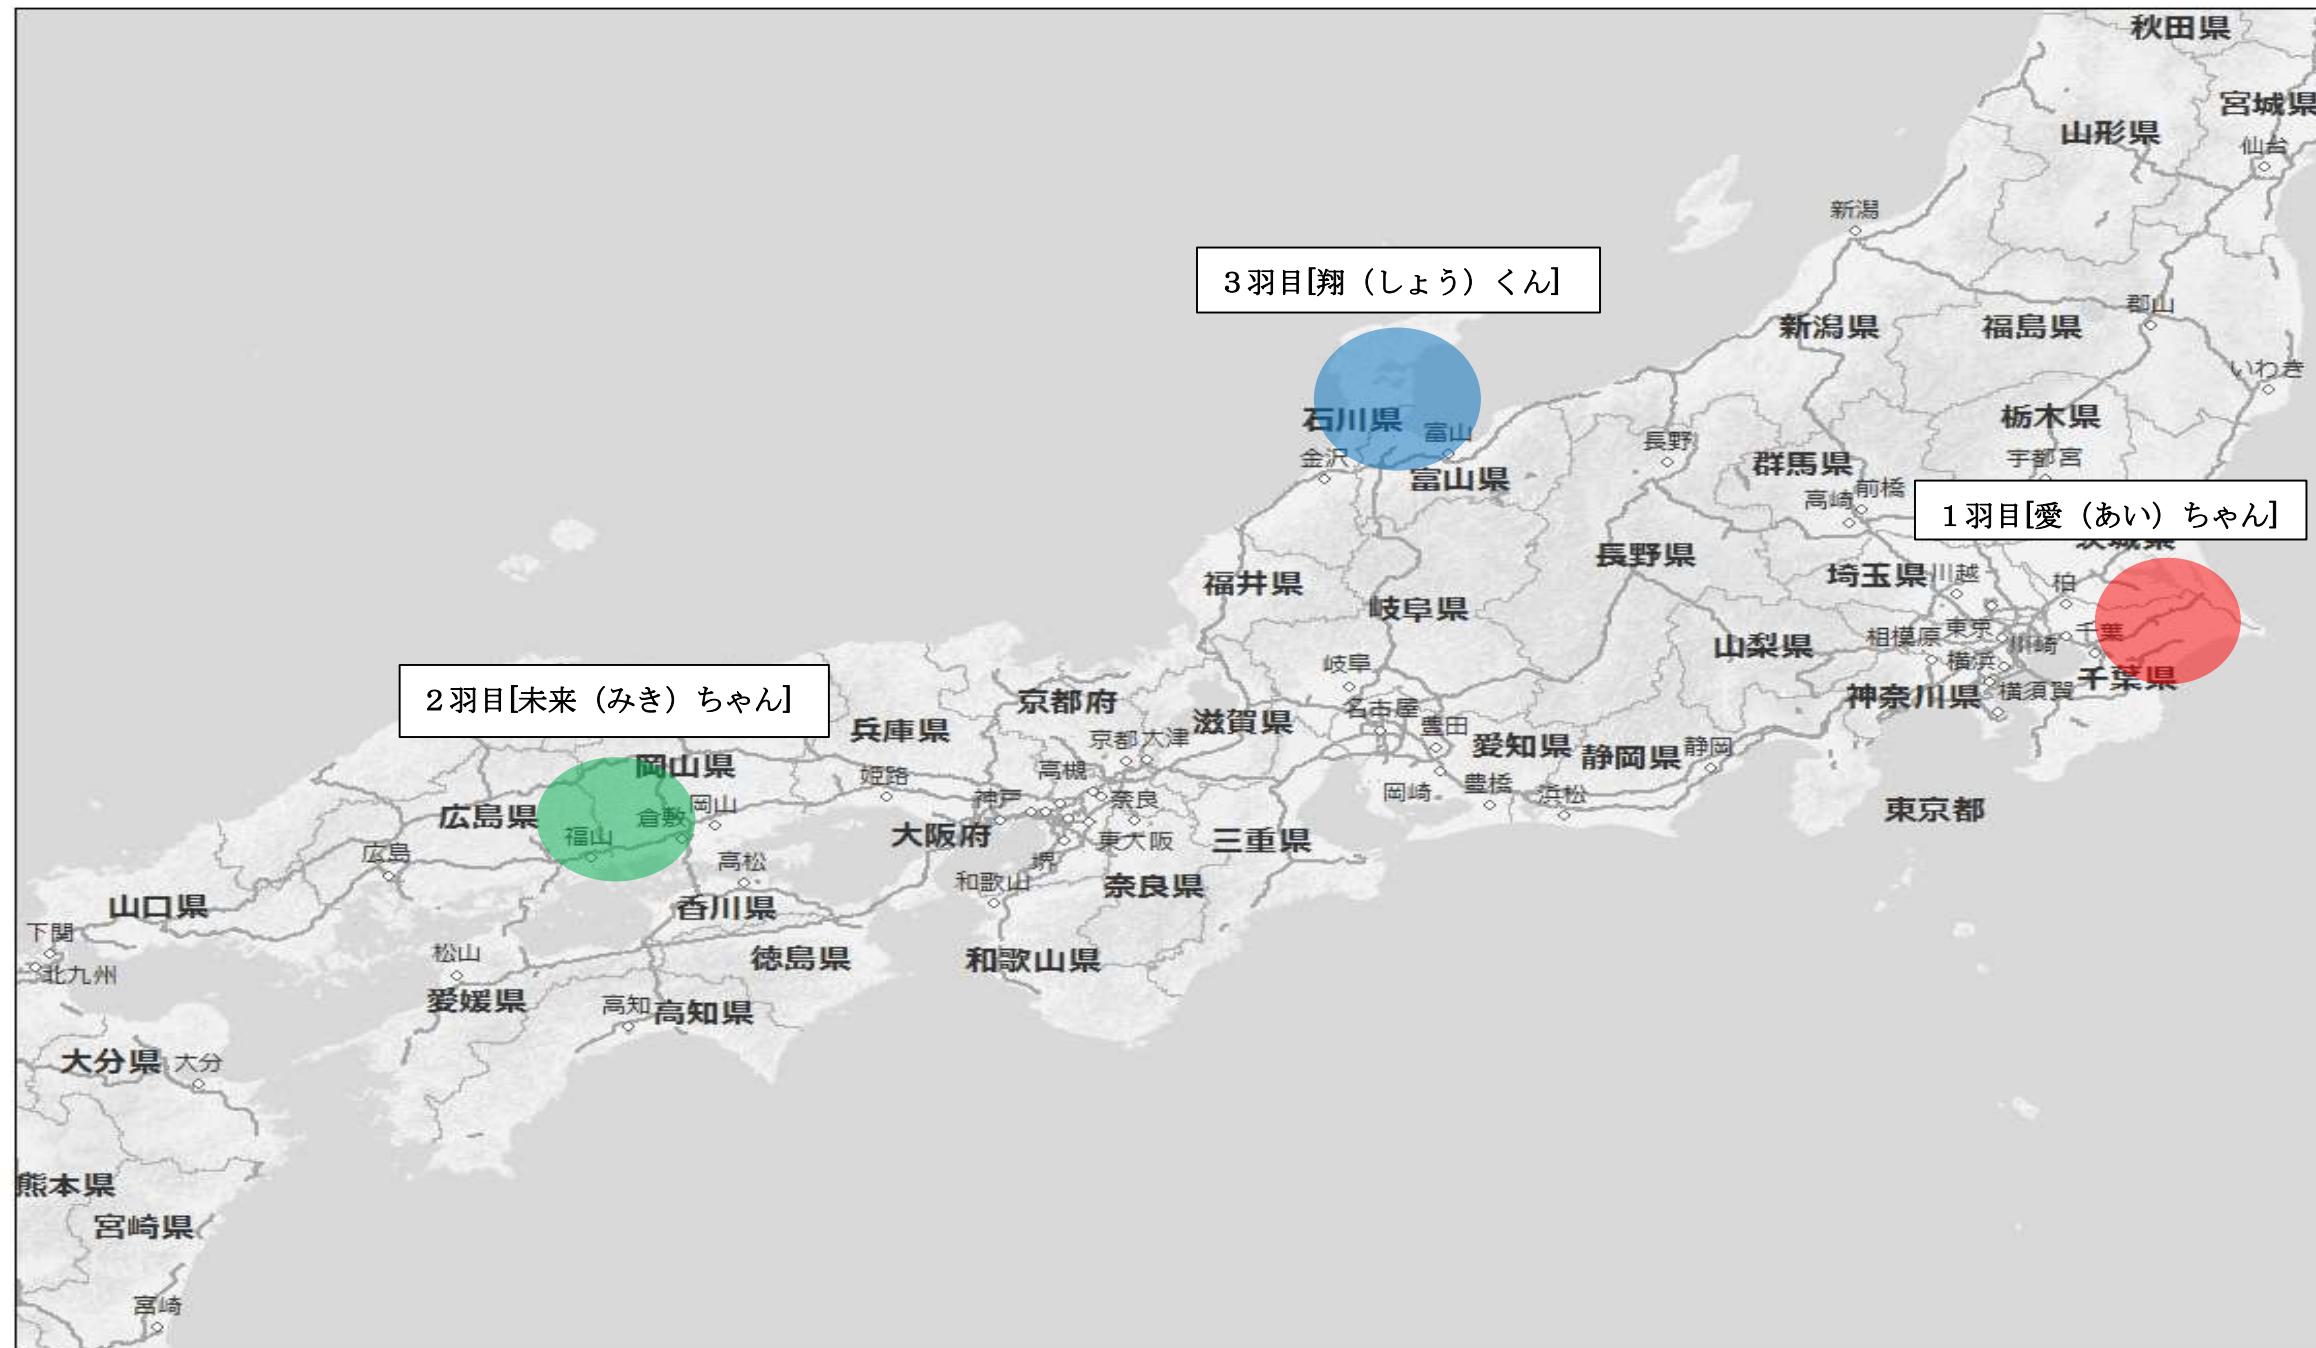 秋田県
宮城県
山形県
仙台
新潟
３羽目[翔（しょう）くん]
郡山
新潟県
福島県
いわき
石川県
富山
栃木県
長野
金沢
富山県
群馬県
宇都宮
前橋
高崎
１羽目[愛（あい）ちゃん]
茨城県
長野県
福井県
埼玉県
川越
柏
岐阜県
山梨県
相模原
東京
川崎
千葉
岐阜
横浜
千葉県
２羽目[未来（みき）ちゃん]
京都府
神奈川県
横須賀
名古屋
兵庫県
滋賀県
豊田
京都
大津
愛知県
静岡県
静岡
岡山県
高槻
姫路
岡崎
豊橋
浜松
岡山
神戸
奈良
広島県
倉敷
東京都
福山
大阪府
東大阪
三重県
広島
高松
堺
和歌山
奈良県
山口県
香川県
下関
松山
徳島県
和歌山県
北九州
愛媛県
高知
高知県
大分県
大分
熊本県
宮崎県
宮崎